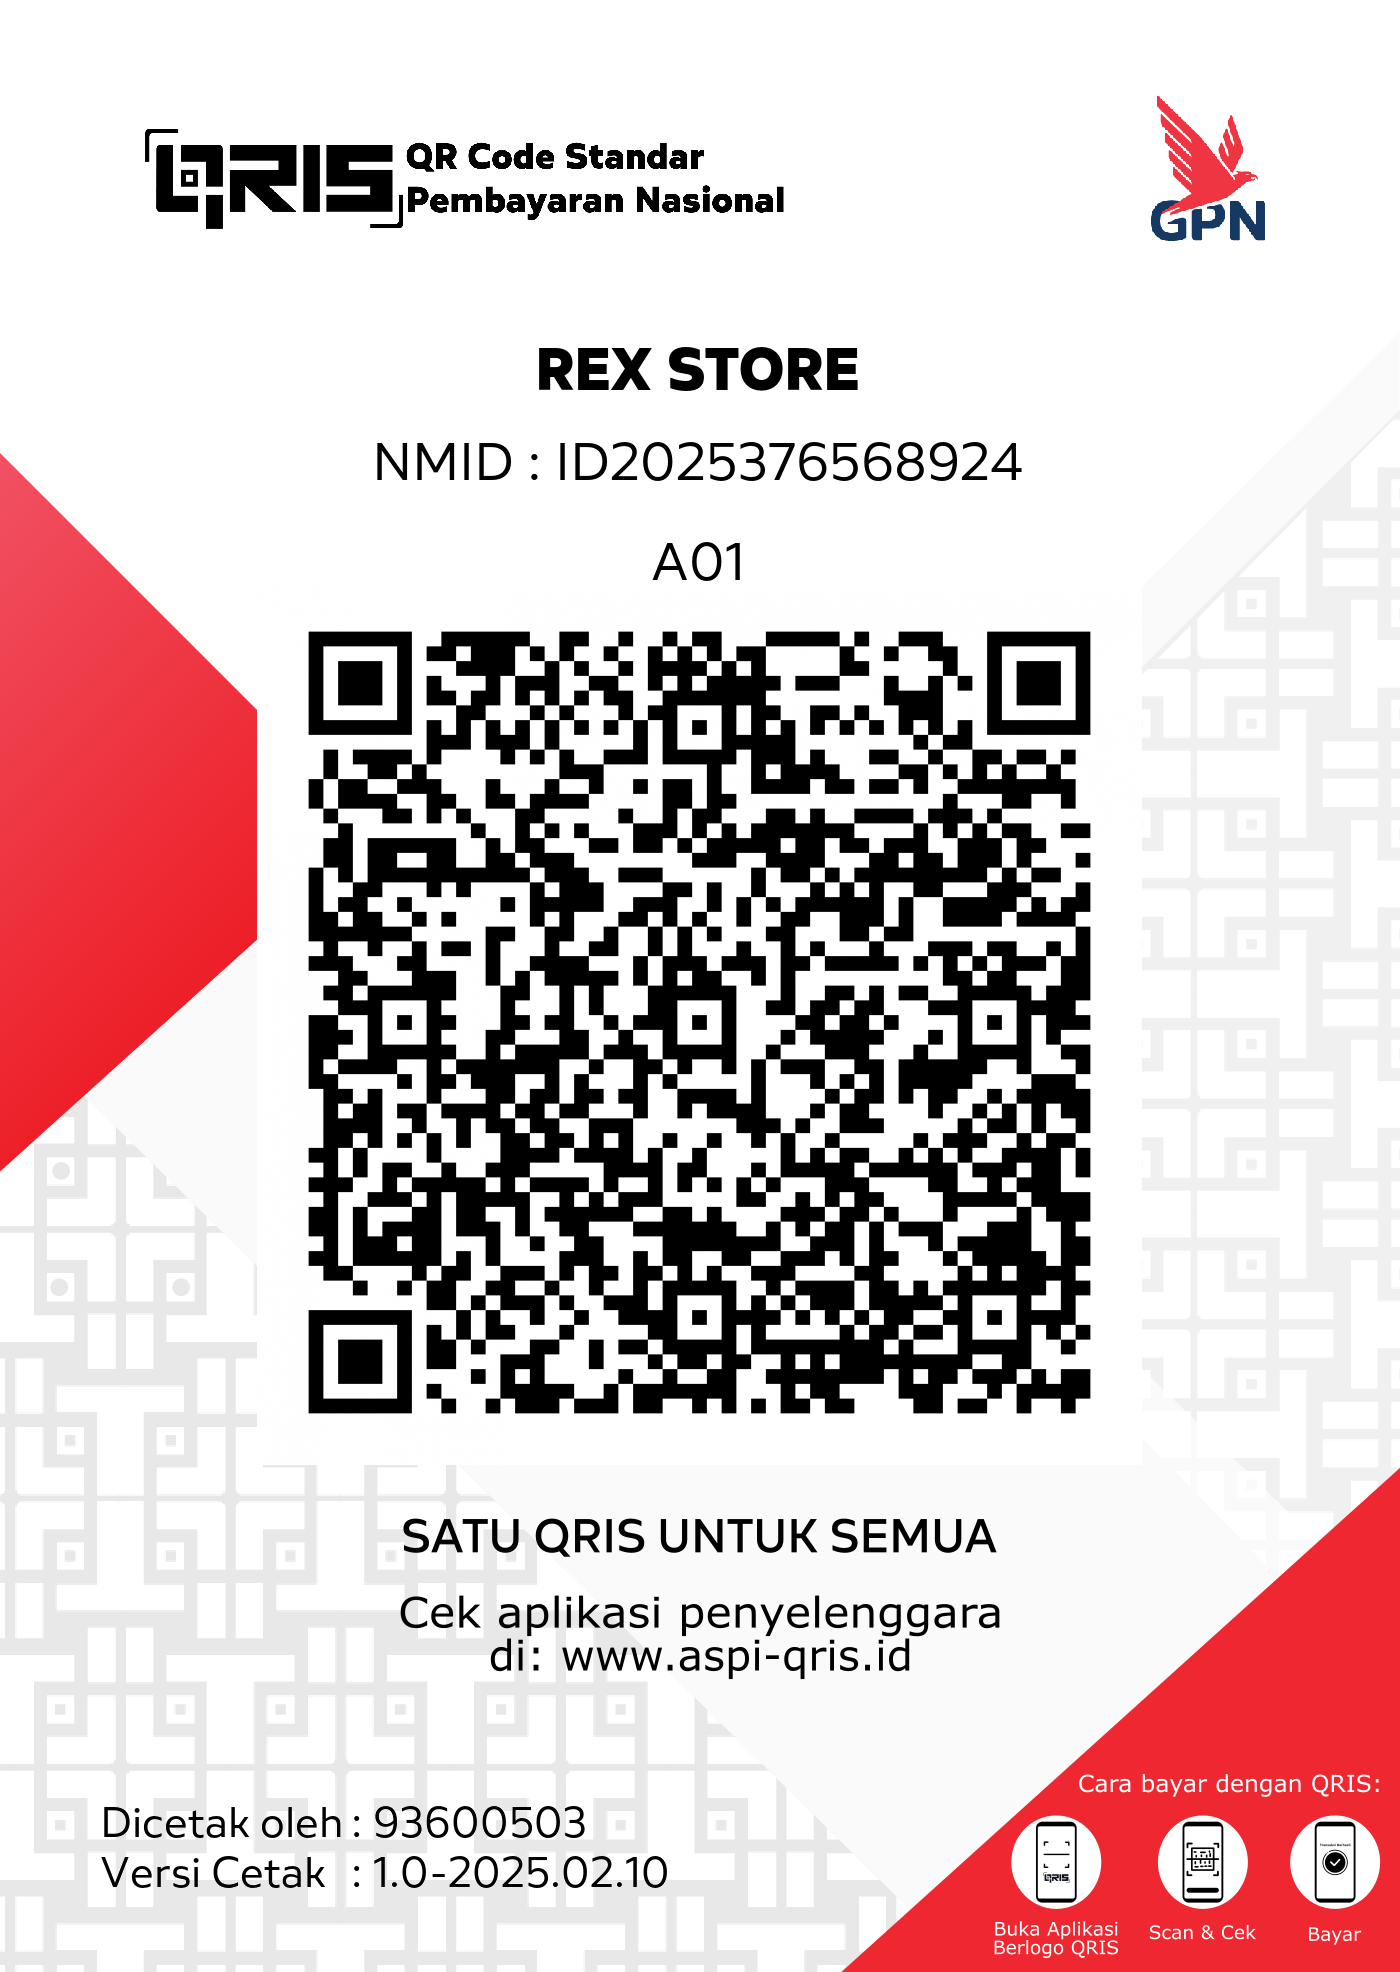 QRIS
QR Code Standar
Pembayaran Nasional
GPN
REX STORE
NMID : ID2025376568924
A01
SATU QRIS UNTUK SEMUA
Cek aplikasi penyelenggara
di: www.aspi-qris.id
Dicetak oleh : 93600503
Versi Cetak : 1.0-2025.02.10
Cara bayar dengan QRIS:
QRIS
Buka Aplikasi
Berlogo QRIS
Scan & Cek
Bayar